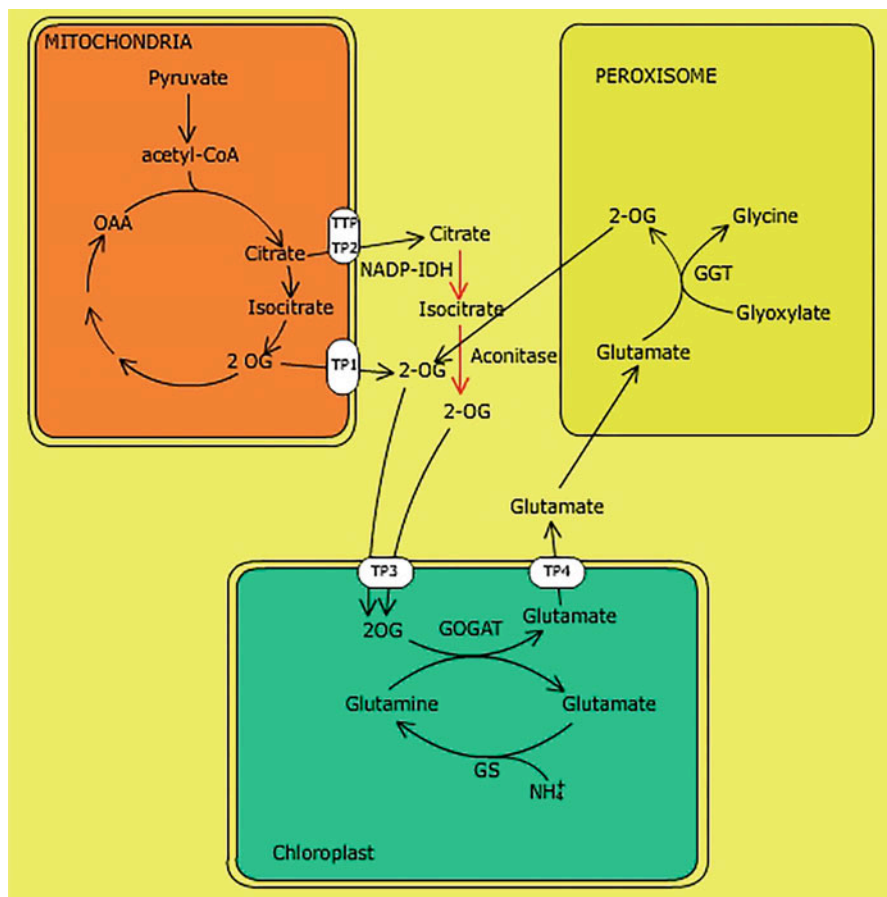 MITOCHONDRIA
Pyruvate
acetyl-CoA
OAA
Citrate
Isocitrate
2 OG
TTP
TP2
TP1
Citrate
NADP-IDH
Isocitrate
Aconitase
2-OG
2-OG
PEROXISOME
2-OG
Glycine
GGT
Glyoxylate
Glutamate
Glutamate
TP3
TP4
2OG
GOGAT
Glutamate
Glutamine
Glutamate
GS
NH₄⁺
Chloroplast